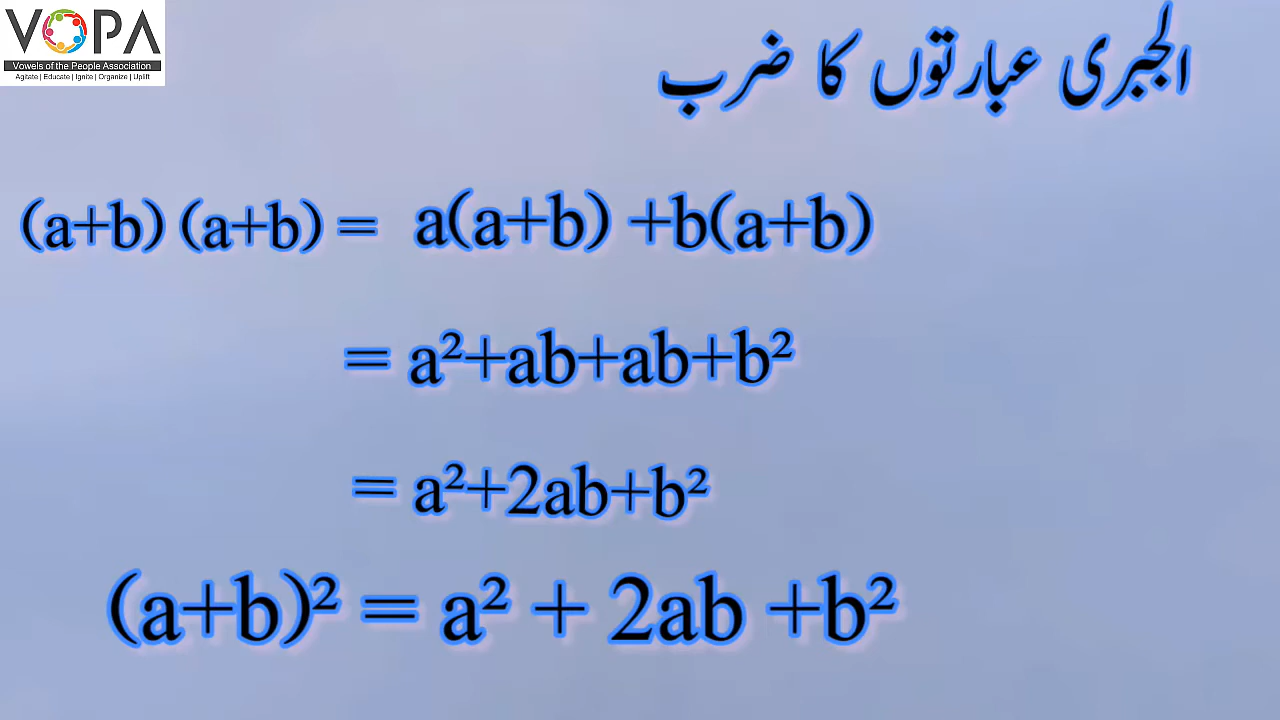 VOPA
Vowels of the People Association
Agitate | Educate | Ignite | Organize | Uplift
الجبری عبارتوں کا ضرب
(a+b) (a+b) = a(a+b) +b(a+b)
= a²+ab+ab+b²
= a²+2ab+b²
(a+b)² = a² + 2ab +b²